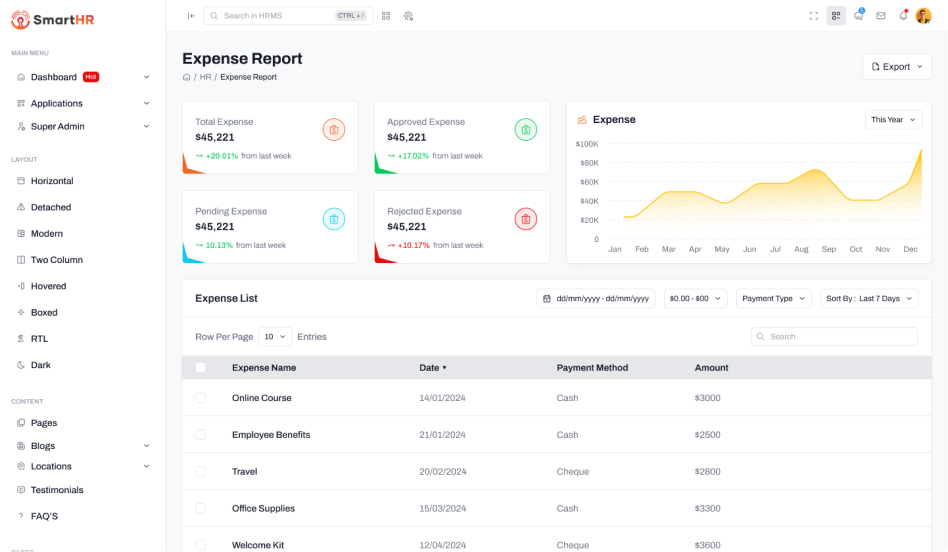 SmartHR
Search in HRMS
CTRL + /
5
MAIN MENU
Dashboard Hot
Applications
Super Admin
LAYOUT
Horizontal
Detached
Modern
Two Column
Hovered
Boxed
RTL
Dark
CONTENT
Pages
Blogs
Locations
Testimonials
FAQ'S
Expense Report
/ HR / Expense Report
Export
Total Expense
$45,221
+20.01% from last week
Approved Expense
$45,221
+17.02% from last week
Pending Expense
$45,221
10.13% from last week
Rejected Expense
$45,221
+10.17% from last week
Expense
This Year
$100K
$80K
$60K
$40K
$20K
0
Jan Feb Mar Apr May Jun Jul Aug Sep Oct Nov Dec
Expense List
dd/mm/yyyy - dd/mm/yyyy
$0.00 - $00
Payment Type
Sort By : Last 7 Days
Row Per Page 10 Entries
Search
Expense Name Date Payment Method Amount
Online Course 14/01/2024 Cash $3000
Employee Benefits 21/01/2024 Cash $2500
Travel 20/02/2024 Cheque $2800
Office Supplies 15/03/2024 Cash $3300
Welcome Kit 12/04/2024 Cheque $3600